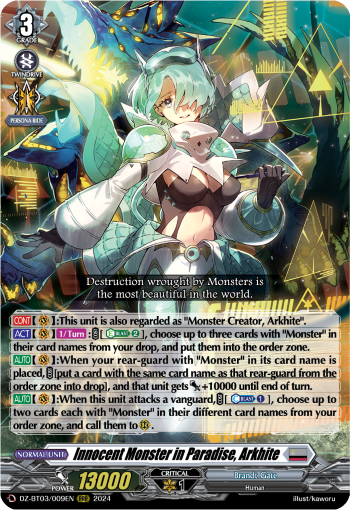 3
GRADE
TWINDRIVE
PERSONA RIDE
Destruction wrought by Monsters is
the most beautiful in the world.
CONT [ ]:This unit is also regarded as "Monster Creator, Arkhite".
ACT [ 1/Turn :[ BLAST 2 ], choose up to three cards with "Monster" in
their card names from your drop, and put them into the order zone.
AUTO [ ]:When your rear-guard with "Monster" in its card name is
placed, [put a card with the same card name as that rear-guard from the
order zone into drop], and that unit gets +10000 until end of turn.
AUTO [ ]:When this unit attacks a vanguard, [ BLAST 1 ], choose up to
two cards each with "Monster" in their different card names from your
order zone, and call them to .
NORMAL UNIT
Innocent Monster in Paradise, Arkhite
POWER 13000
CRITICAL
1
Brandt Gate
Human
DZ-BT03/009EN RRR 2024
illust/kaworu